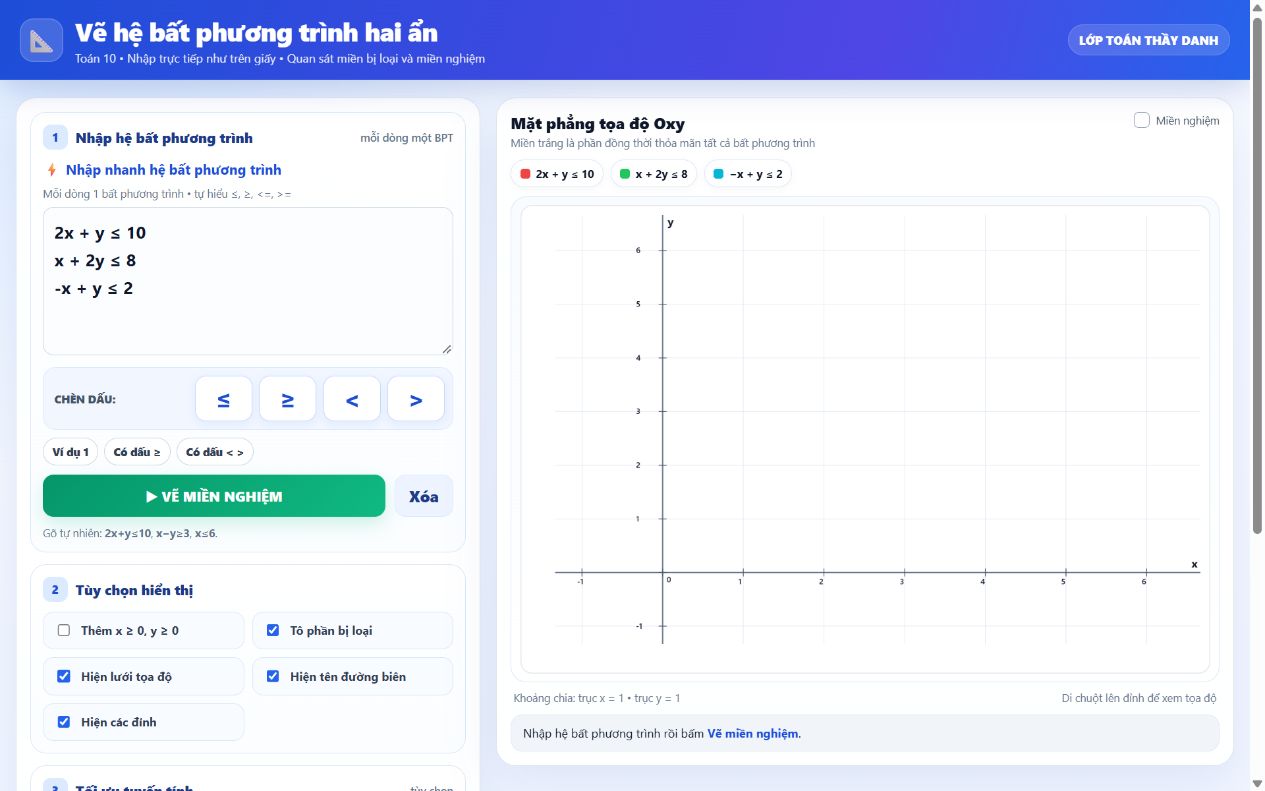 Vẽ hệ bất phương trình hai ẩn
Toán 10 • Nhập trực tiếp như trên giấy • Quan sát miền bị loại và miền nghiệm
LỚP TOÁN THẦY DANH
1 Nhập hệ bất phương trình
mỗi dòng một BPT
Nhập nhanh hệ bất phương trình
Mỗi dòng 1 bất phương trình • tự hiểu ≤, ≥, <=, >=
2x + y ≤ 10
x + 2y ≤ 8
-x + y ≤ 2
CHÈN DẤU:
≤ ≥ < >
Ví dụ 1 Có dấu ≥ Có dấu < >
▶ VẼ MIỀN NGHIỆM Xóa
Gõ tự nhiên: 2x+y≤10, x−y≥3, x≤6.
2 Tùy chọn hiển thị
Thêm x ≥ 0, y ≥ 0
Tô phần bị loại
Hiện lưới tọa độ
Hiện tên đường biên
Hiện các đỉnh
3 Tối ưu tuyến tính
tùy chọn
Mặt phẳng tọa độ Oxy
Miền nghiệm
Miền trắng là phần đồng thời thỏa mãn tất cả bất phương trình
2x + y ≤ 10 x + 2y ≤ 8 −x + y ≤ 2
y
6
5
4
3
2
1
x
-1 0 1 2 3 4 5 6
-1
Khoảng chia: trục x = 1 • trục y = 1
Di chuột lên đỉnh để xem tọa độ
Nhập hệ bất phương trình rồi bấm Vẽ miền nghiệm.